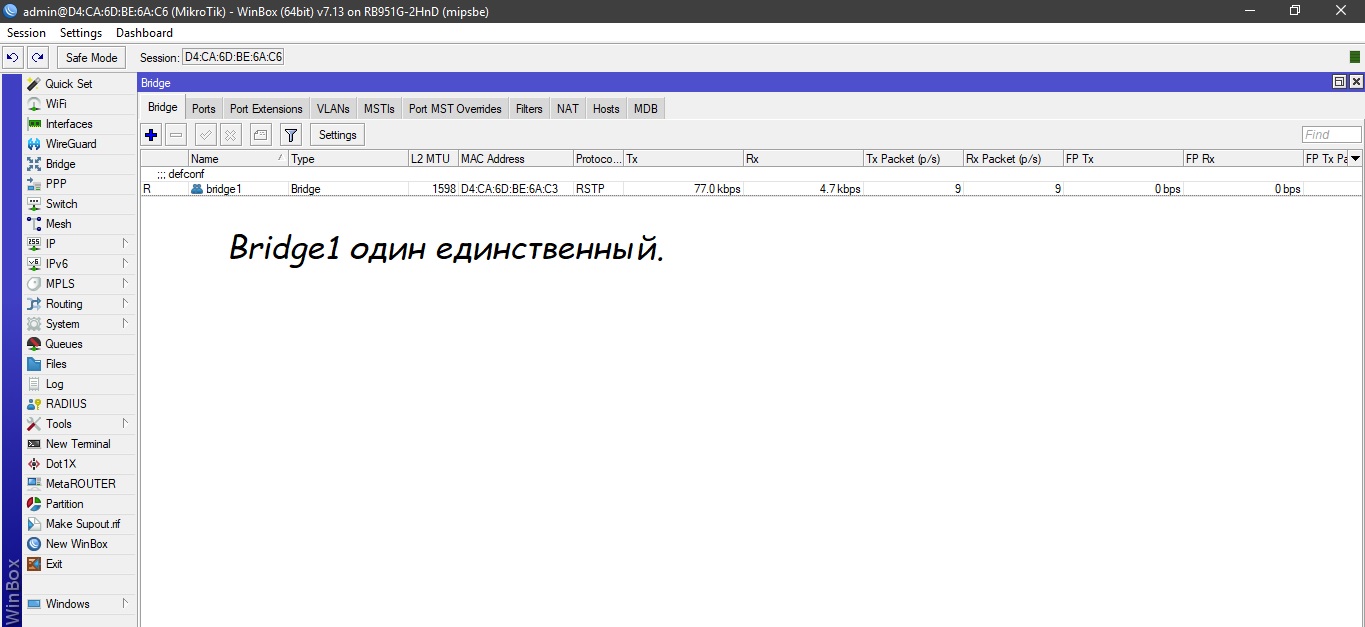 admin@D4:CA:6D:BE:6A:C6 (MikroTik) - WinBox (64bit) v7.13 on RB951G-2HnD (mipsbe)
Session Settings Dashboard
Safe Mode Session: D4:CA:6D:BE:6A:C6
Quick Set
WiFi
Interfaces
WireGuard
Bridge
PPP
Switch
Mesh
IP
IPv6
MPLS
Routing
System
Queues
Files
Log
RADIUS
Tools
New Terminal
Dot1X
MetaROUTER
Partition
Make Supout.rif
New WinBox
Exit
Windows
WinBox
Bridge
Bridge Ports Port Extensions VLANs MSTIs Port MST Overrides Filters NAT Hosts MDB
Settings Find
Name Type L2 MTU MAC Address Protoco... Tx Rx Tx Packet (p/s) Rx Packet (p/s) FP Tx FP Rx FP Tx Pa
;;; defconf
R bridge1 Bridge 1598 D4:CA:6D:BE:6A:C3 RSTP 77.0 kbps 4.7 kbps 9 9 0 bps 0 bps
Bridge1 один единственный.